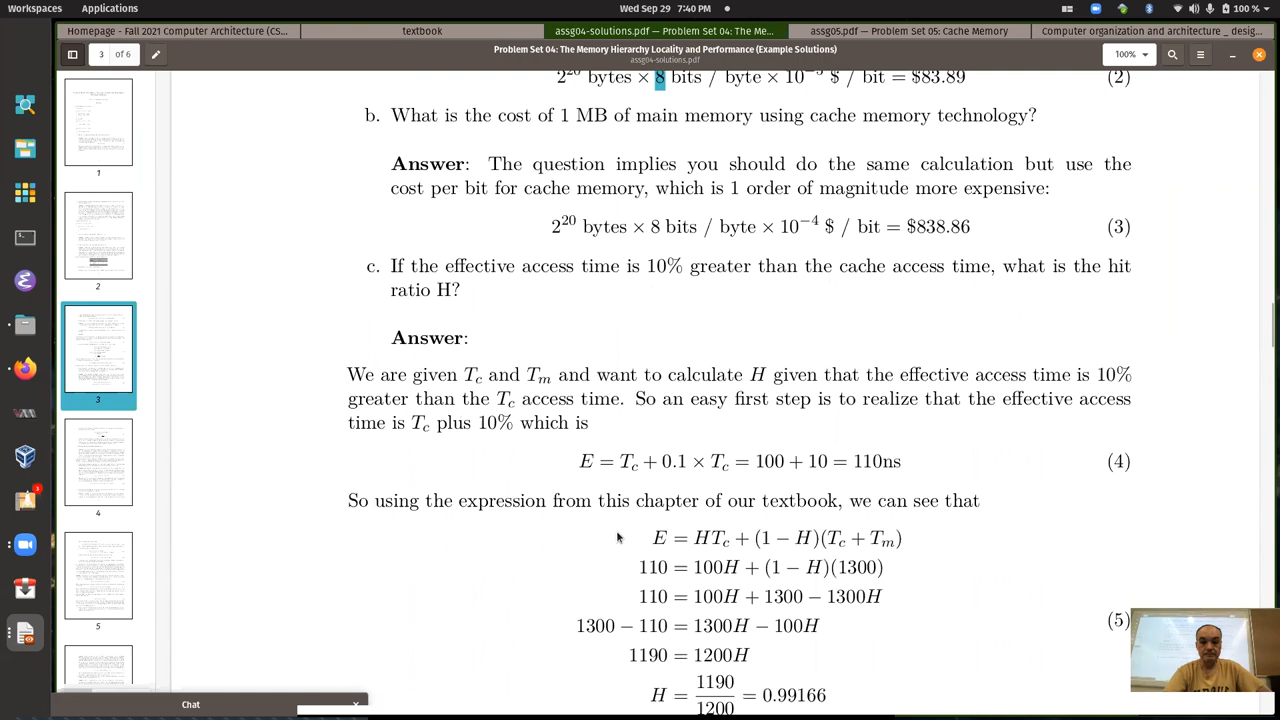 Workspaces Applications Wed Sep 29 7:40 PM 100 %
Homepage - Fall 2021 Computer Architecture (CS... textbook assg04-solutions.pdf — Problem Set 04: The Me... assg05.pdf — Problem Set 05: Cache Memory Computer organization and architecture _ desig...
3 of 6 Problem Set 04: The Memory Hierarchy Locality and Performance (Example Solutions) 100%
assg04-solutions.pdf
2^20 bytes × 8 bits / byte × 10^-5 $ / bit = $83.89 (2)
b. What is the cost of 1 MB of main memory using cache memory technology?
Answer: The question implies you should do the same calculation but use the
cost per bit for cache memory, which is 1 order of magnitude more expensive:
2^20 bytes × 8 bits / byte × 10^-4 $ / bit = $838.86 (3)
c. If the effective access time is 10% greater than the cache access time, what is the hit
ratio H?
Answer:
We are given T_c and T_m and want to calculate H such that the effective access time is 10%
greater than the T_c access time. So an easy first step is to realize that the effective access
time is T_c plus 10% which is
E = T_c + 0.1 × T_c = 100 + 10 = 110ns (4)
So using the expression from this chapter of our textbook, we can see that
E = HT_c + (1 − H)(T_c + T_m)
110 = 100H + (1 − H)(1300)
110 = 100H + 1300 − 1300H
1300 − 110 = 1300H − 100H (5)
1190 = 1200H
H = 1190/1200 = 0.99166
1
2
3
4
5
3
Chat